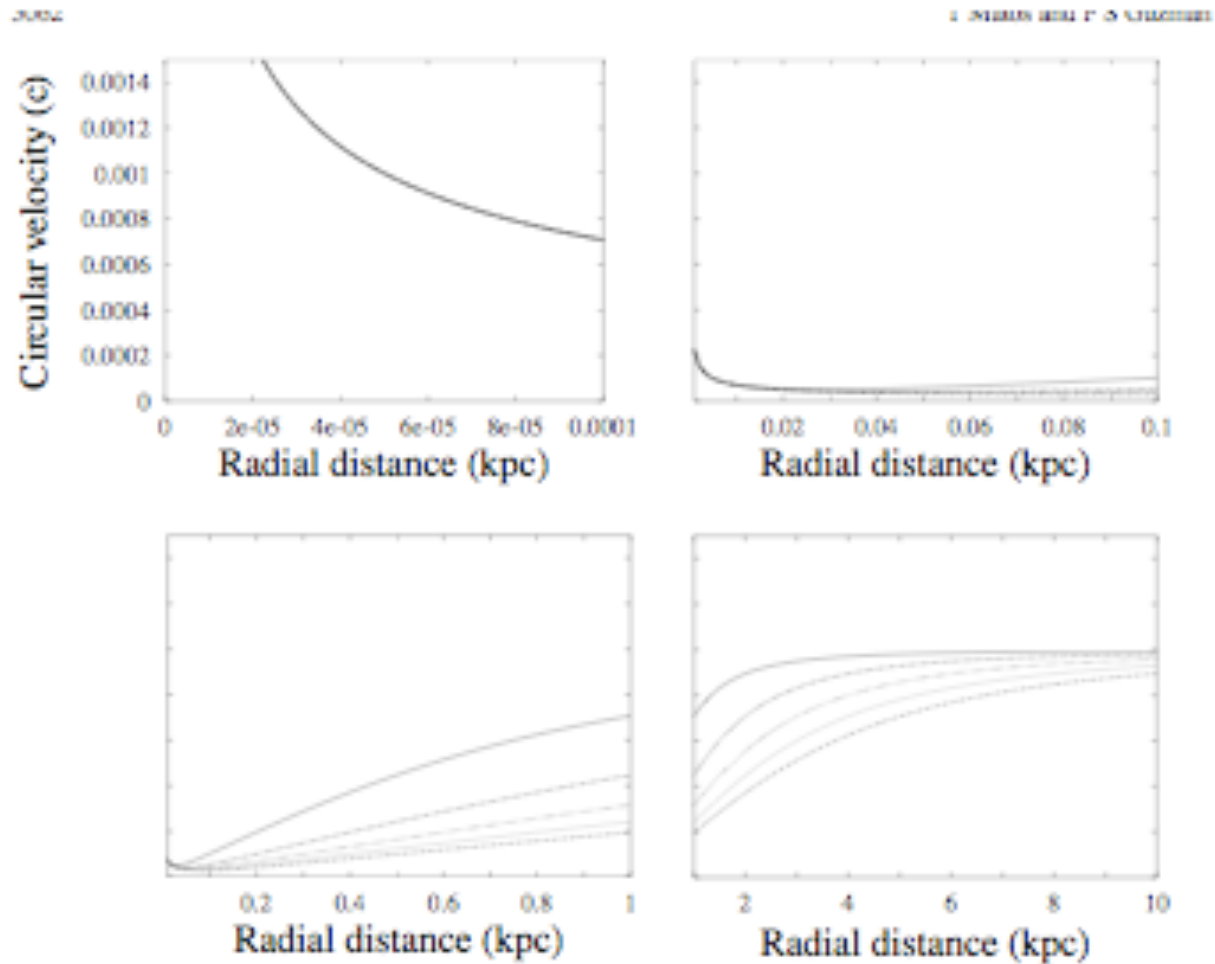 Circular velocity (c)
0.0014
0.0012
0.001
0.0008
0.0006
0.0004
0.0002
0
0 2e-05 4e-05 6e-05 8e-05 0.0001
Radial distance (kpc)
0.02 0.04 0.06 0.08 0.1
Radial distance (kpc)
0.2 0.4 0.6 0.8 1
Radial distance (kpc)
2 4 6 8 10
Radial distance (kpc)